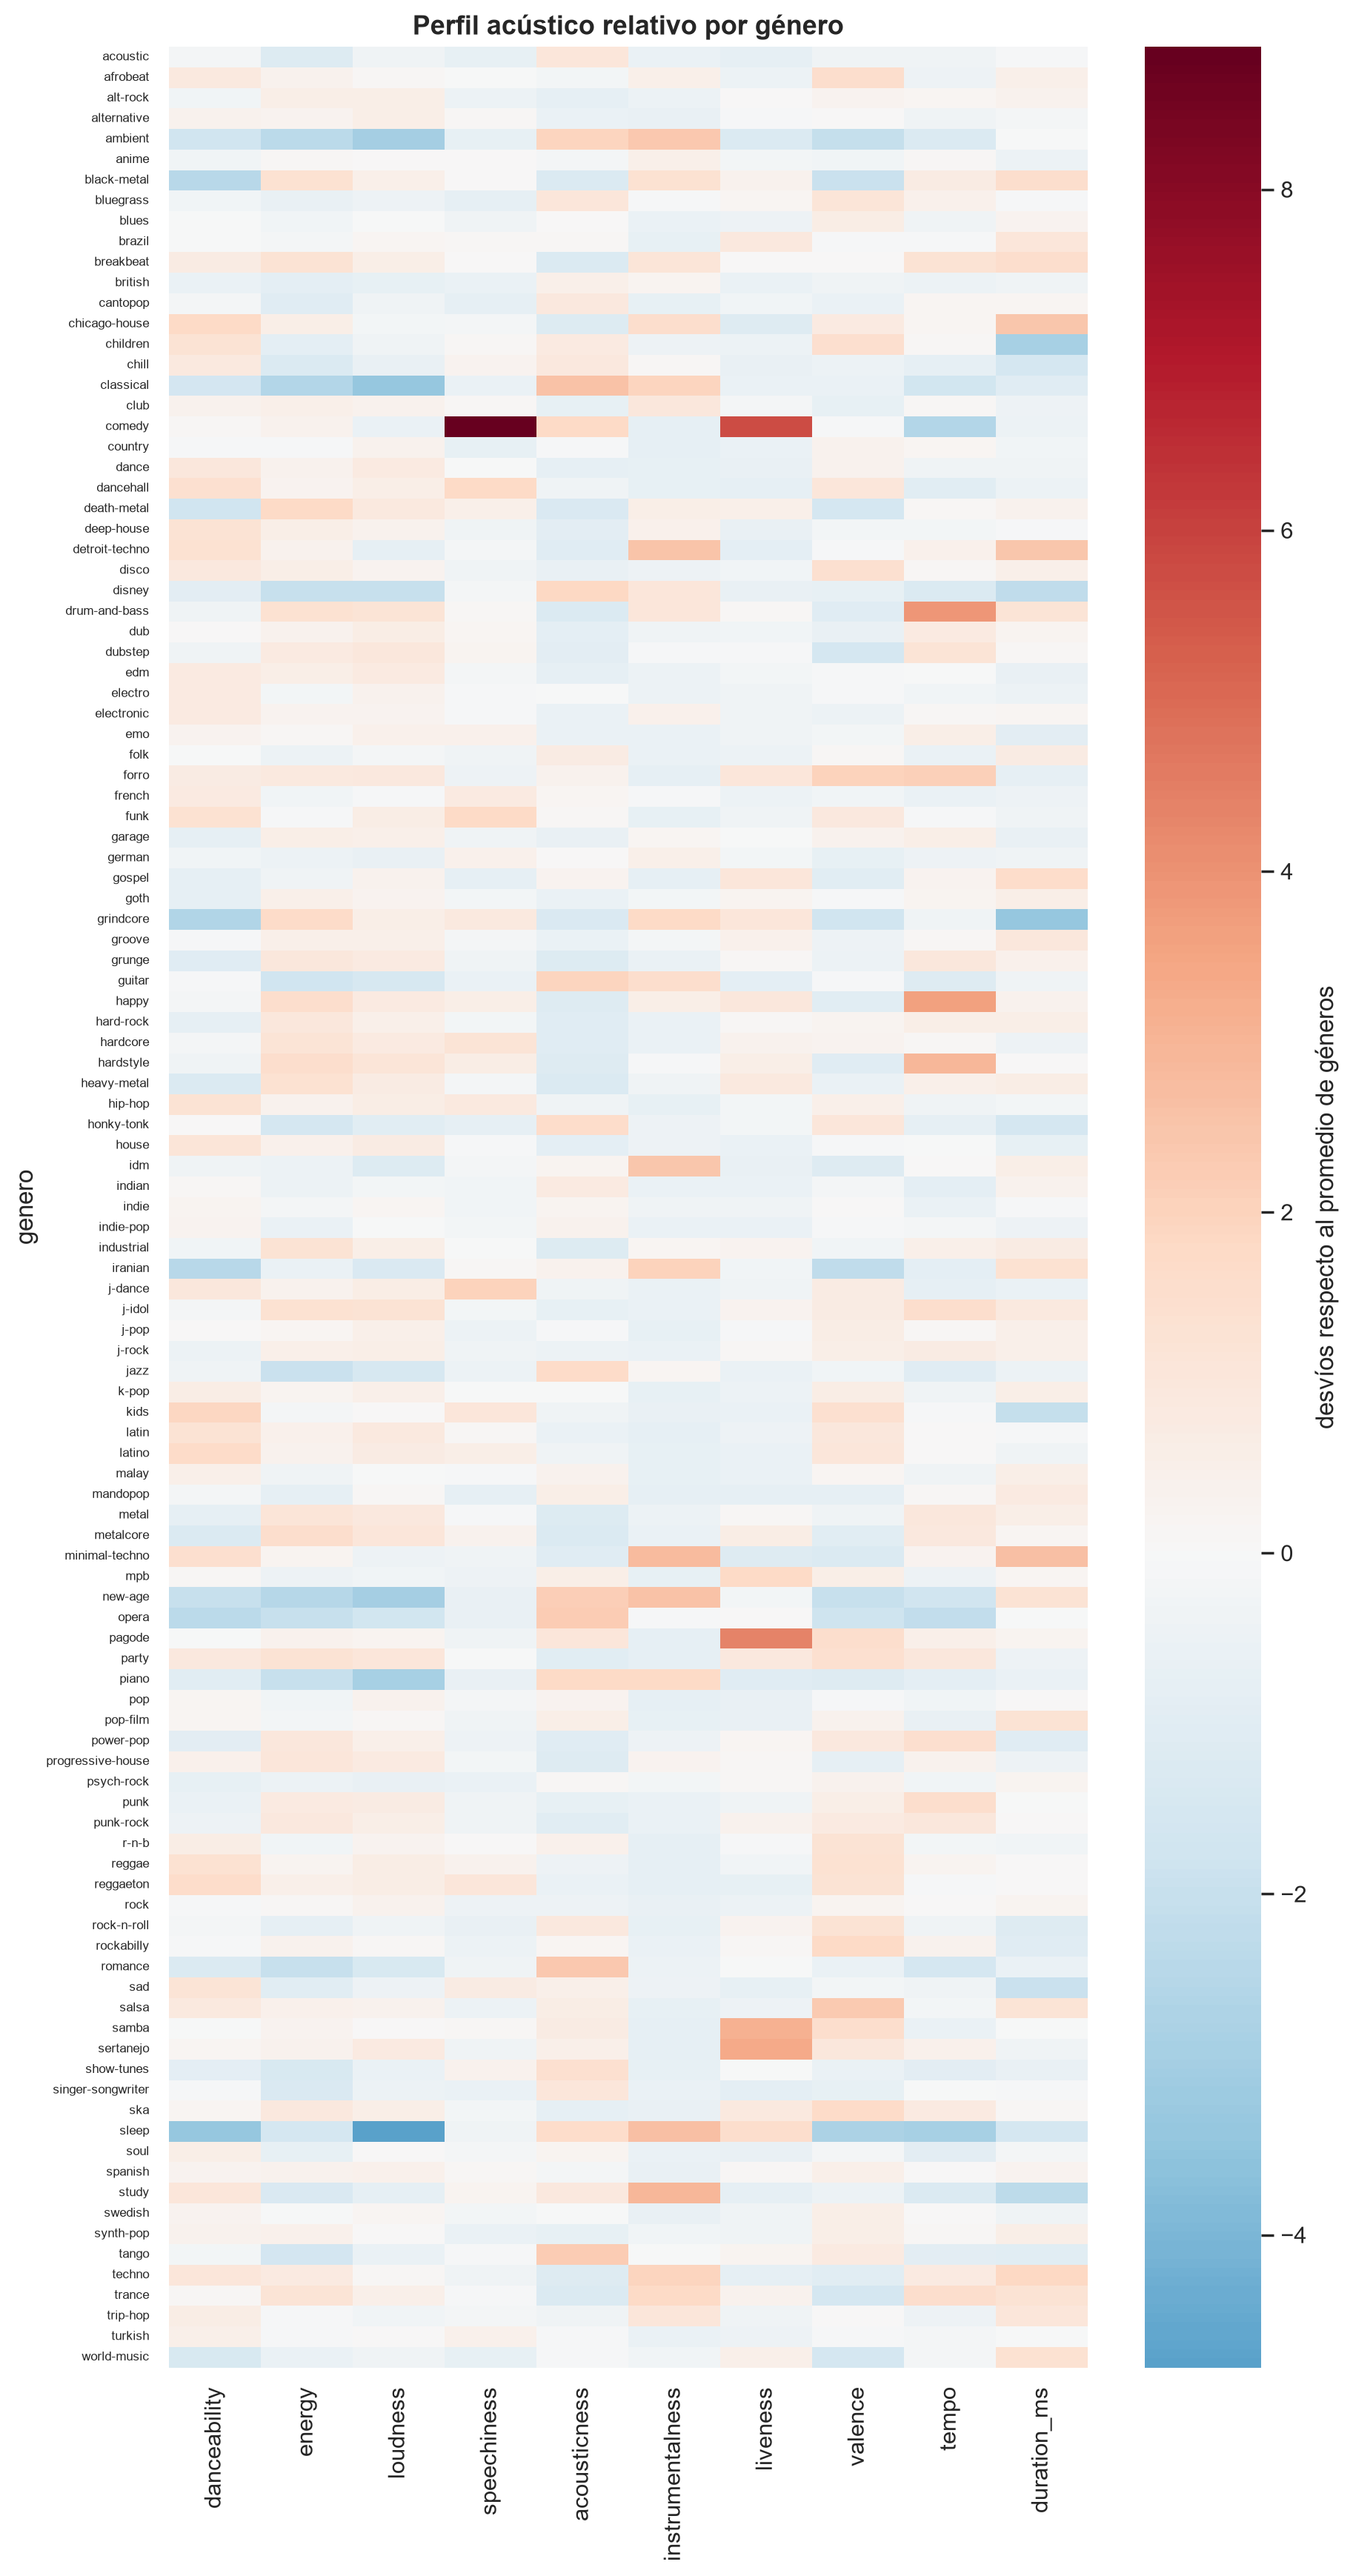 Perfil acústico relativo por género
acoustic
afrobeat
alt-rock
alternative
ambient
anime
black-metal
bluegrass
blues
brazil
breakbeat
british
cantopop
chicago-house
children
chill
classical
club
comedy
country
dance
dancehall
death-metal
deep-house
detroit-techno
disco
disney
drum-and-bass
dub
dubstep
edm
electro
electronic
emo
folk
forro
french
funk
garage
german
gospel
goth
grindcore
groove
grunge
guitar
happy
hard-rock
hardcore
hardstyle
heavy-metal
hip-hop
honky-tonk
house
idm
indian
indie
indie-pop
industrial
iranian
j-dance
j-idol
j-pop
j-rock
jazz
k-pop
kids
latin
latino
malay
mandopop
metal
metalcore
minimal-techno
mpb
new-age
opera
pagode
party
piano
pop
pop-film
power-pop
progressive-house
psych-rock
punk
punk-rock
r-n-b
reggae
reggaeton
rock
rock-n-roll
rockabilly
romance
sad
salsa
samba
sertanejo
show-tunes
singer-songwriter
ska
sleep
soul
spanish
study
swedish
synth-pop
tango
techno
trance
trip-hop
turkish
world-music
genero
danceability
energy
loudness
speechiness
acousticness
instrumentalness
liveness
valence
tempo
duration_ms
8
6
4
2
0
−2
−4
desvíos respecto al promedio de géneros